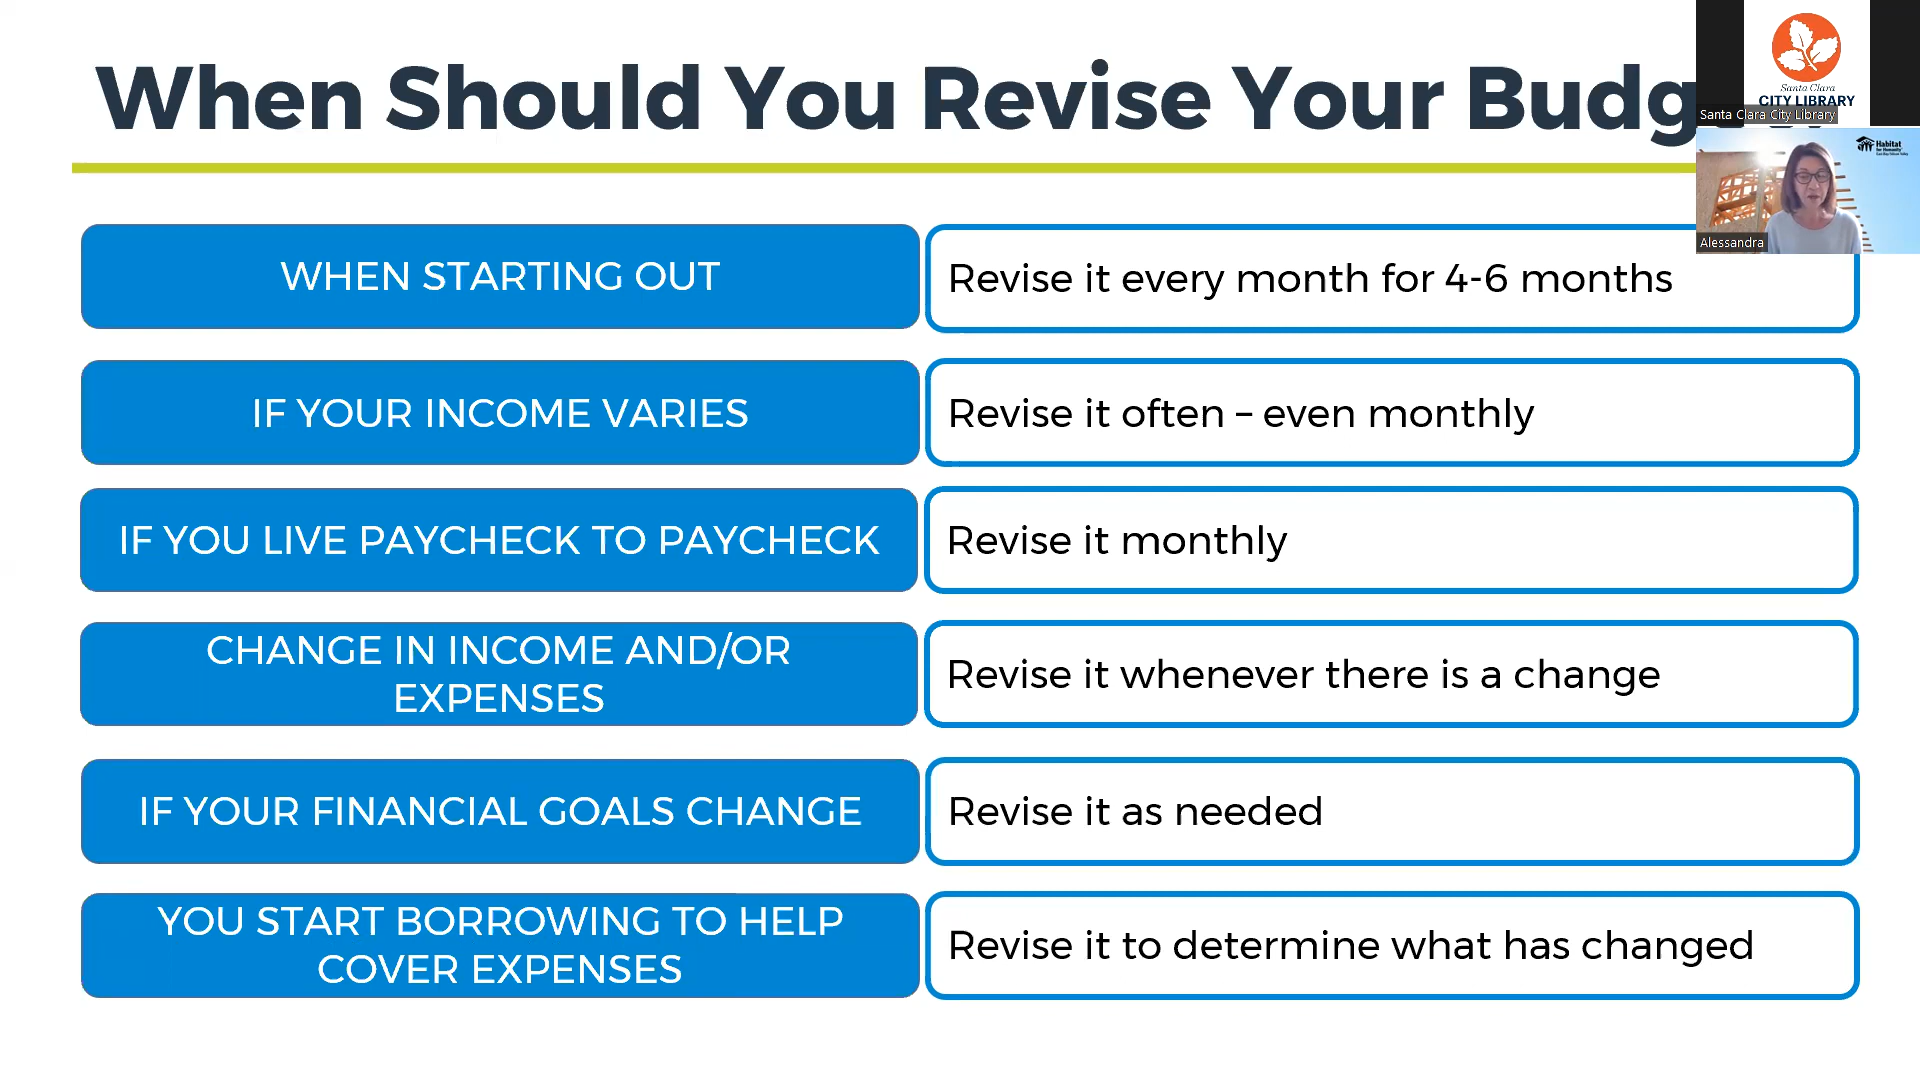 When Should You Revise Your
Santa Clara
CITY LIBRARY
Santa Clara City Library
Habitat
for Humanity
Alessandra
WHEN STARTING OUT
Revise it every month for 4-6 months
IF YOUR INCOME VARIES
Revise it often – even monthly
IF YOU LIVE PAYCHECK TO PAYCHECK
Revise it monthly
CHANGE IN INCOME AND/OR
EXPENSES
Revise it whenever there is a change
IF YOUR FINANCIAL GOALS CHANGE
Revise it as needed
YOU START BORROWING TO HELP
COVER EXPENSES
Revise it to determine what has changed